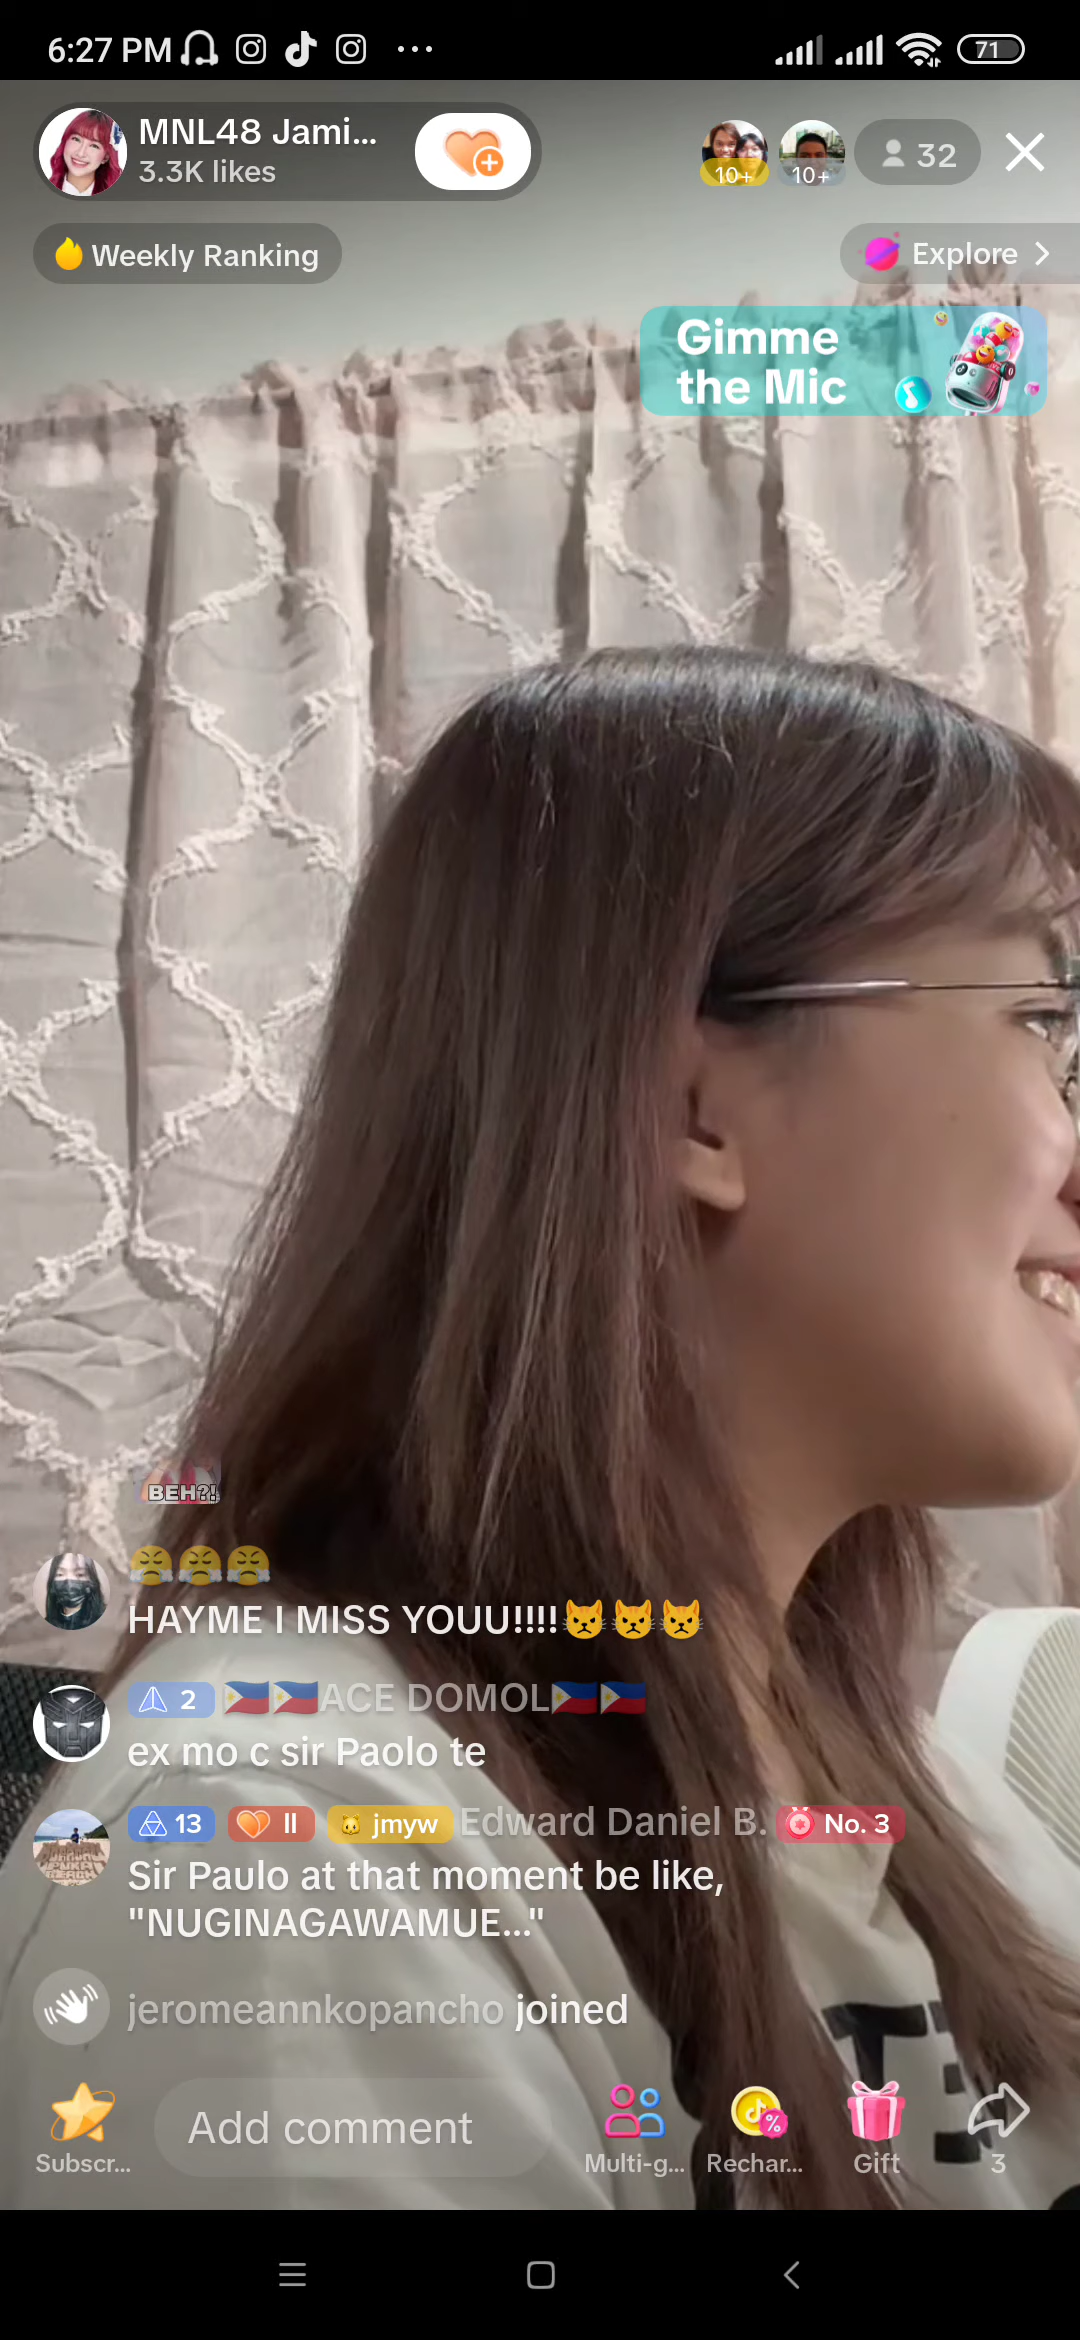 6:27 PM
71
MNL48 Jami...
3.3K likes
10+
10+
32
Weekly Ranking
Explore
Gimme
the Mic
BEH?!
😤😤😤
HAYME I MISS YOUU!!!!😾😾😾
2 🇵🇭🇵🇭ACE DOMOL🇵🇭🇵🇭
ex mo c sir Paolo te
13 II jmyw Edward Daniel B. No. 3
Sir Paulo at that moment be like,
"NUGINAGAWAMUE..."
jeromeannkopancho joined
Add comment
Subscr...
Multi-g...
Rechar...
Gift
3